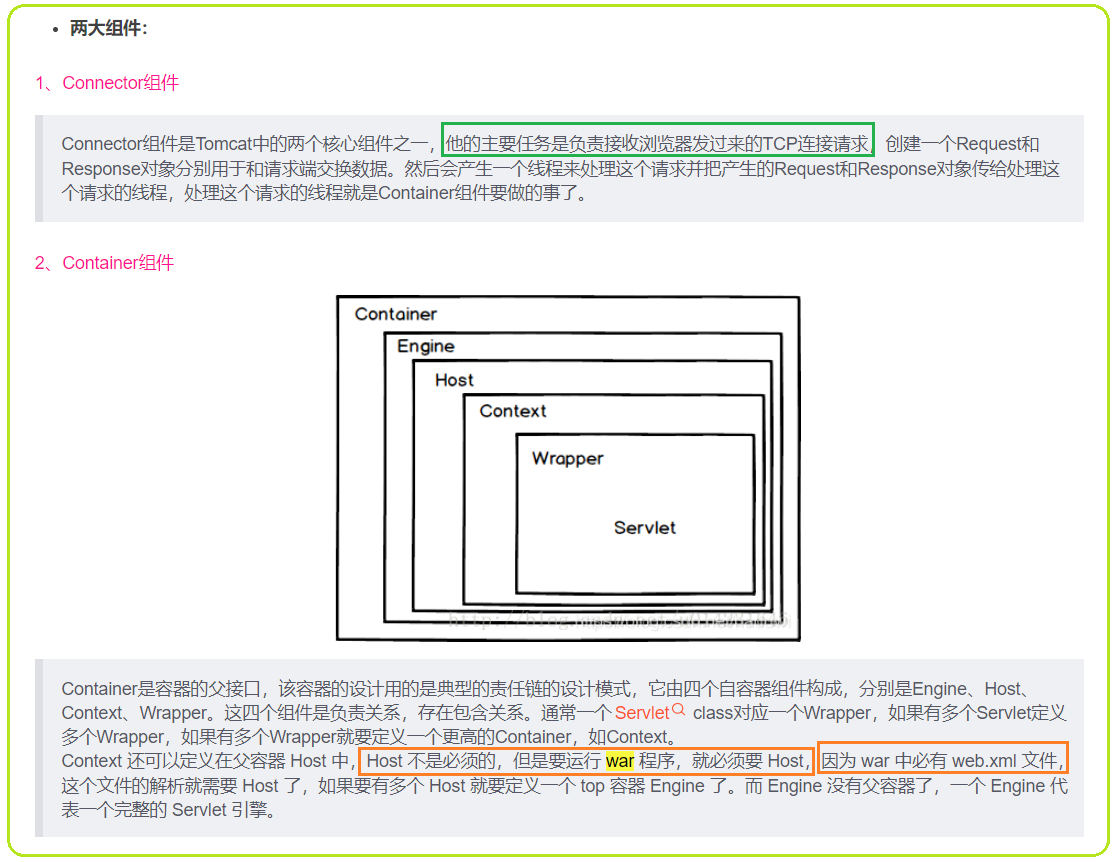 • 两大组件：
1、Connector组件
Connector组件是Tomcat中的两个核心组件之一，他的主要任务是负责接收浏览器发过来的TCP连接请求，创建一个Request和
Response对象分别用于和请求端交换数据。然后会产生一个线程来处理这个请求并把产生的Request和Response对象传给处理这
个请求的线程，处理这个请求的线程就是Container组件要做的事了。
2、Container组件
Container
Engine
Host
Context
Wrapper
Servlet
Container是容器的父接口，该容器的设计用的是典型的责任链的设计模式，它由四个自容器组件构成，分别是Engine、Host、
Context、Wrapper。这四个组件是负责关系，存在包含关系。通常一个Servlet class对应一个Wrapper，如果有多个Servlet定义
多个Wrapper，如果有多个Wrapper就要定义一个更高的Container，如Context。
Context 还可以定义在父容器 Host 中，Host 不是必须的，但是要运行 war 程序，就必须要 Host，因为 war 中必有 web.xml 文件，
这个文件的解析就需要 Host 了，如果要有多个 Host 就要定义一个 top 容器 Engine 了。而 Engine 没有父容器了，一个 Engine 代
表一个完整的 Servlet 引擎。